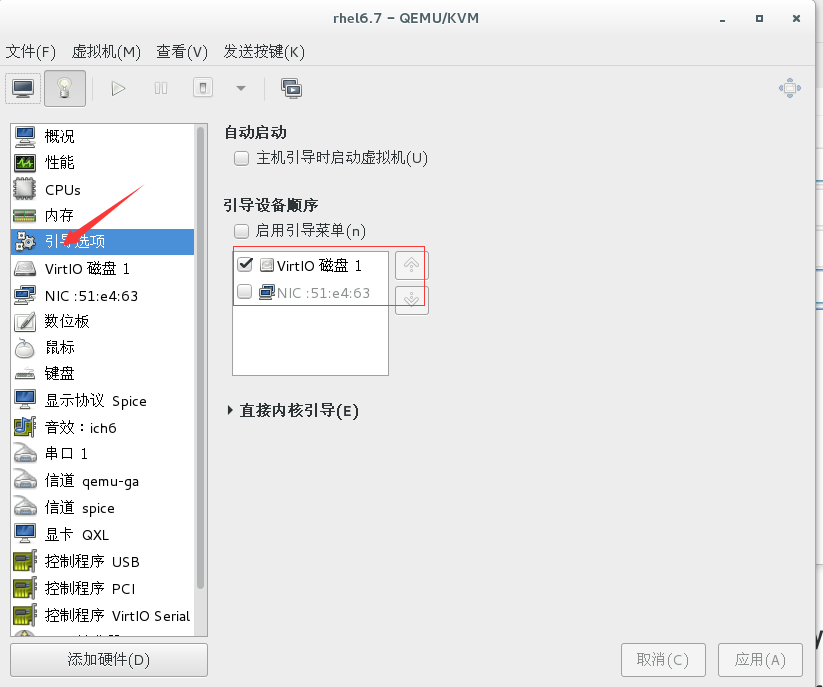 rhel6.7 - QEMU/KVM
文件(F) 虚拟机(M) 查看(V) 发送按键(K)
概况
性能
CPUs
内存
引导选项
VirtIO 磁盘 1
NIC :51:e4:63
数位板
鼠标
键盘
显示协议 Spice
音效：ich6
串口 1
信道 qemu-ga
信道 spice
显卡 QXL
控制程序 USB
控制程序 PCI
控制程序 VirtIO Serial
添加硬件(D)
自动启动
主机引导时启动虚拟机(U)
引导设备顺序
启用引导菜单(n)
VirtIO 磁盘 1
NIC :51:e4:63
直接内核引导(E)
取消(C) 应用(A)